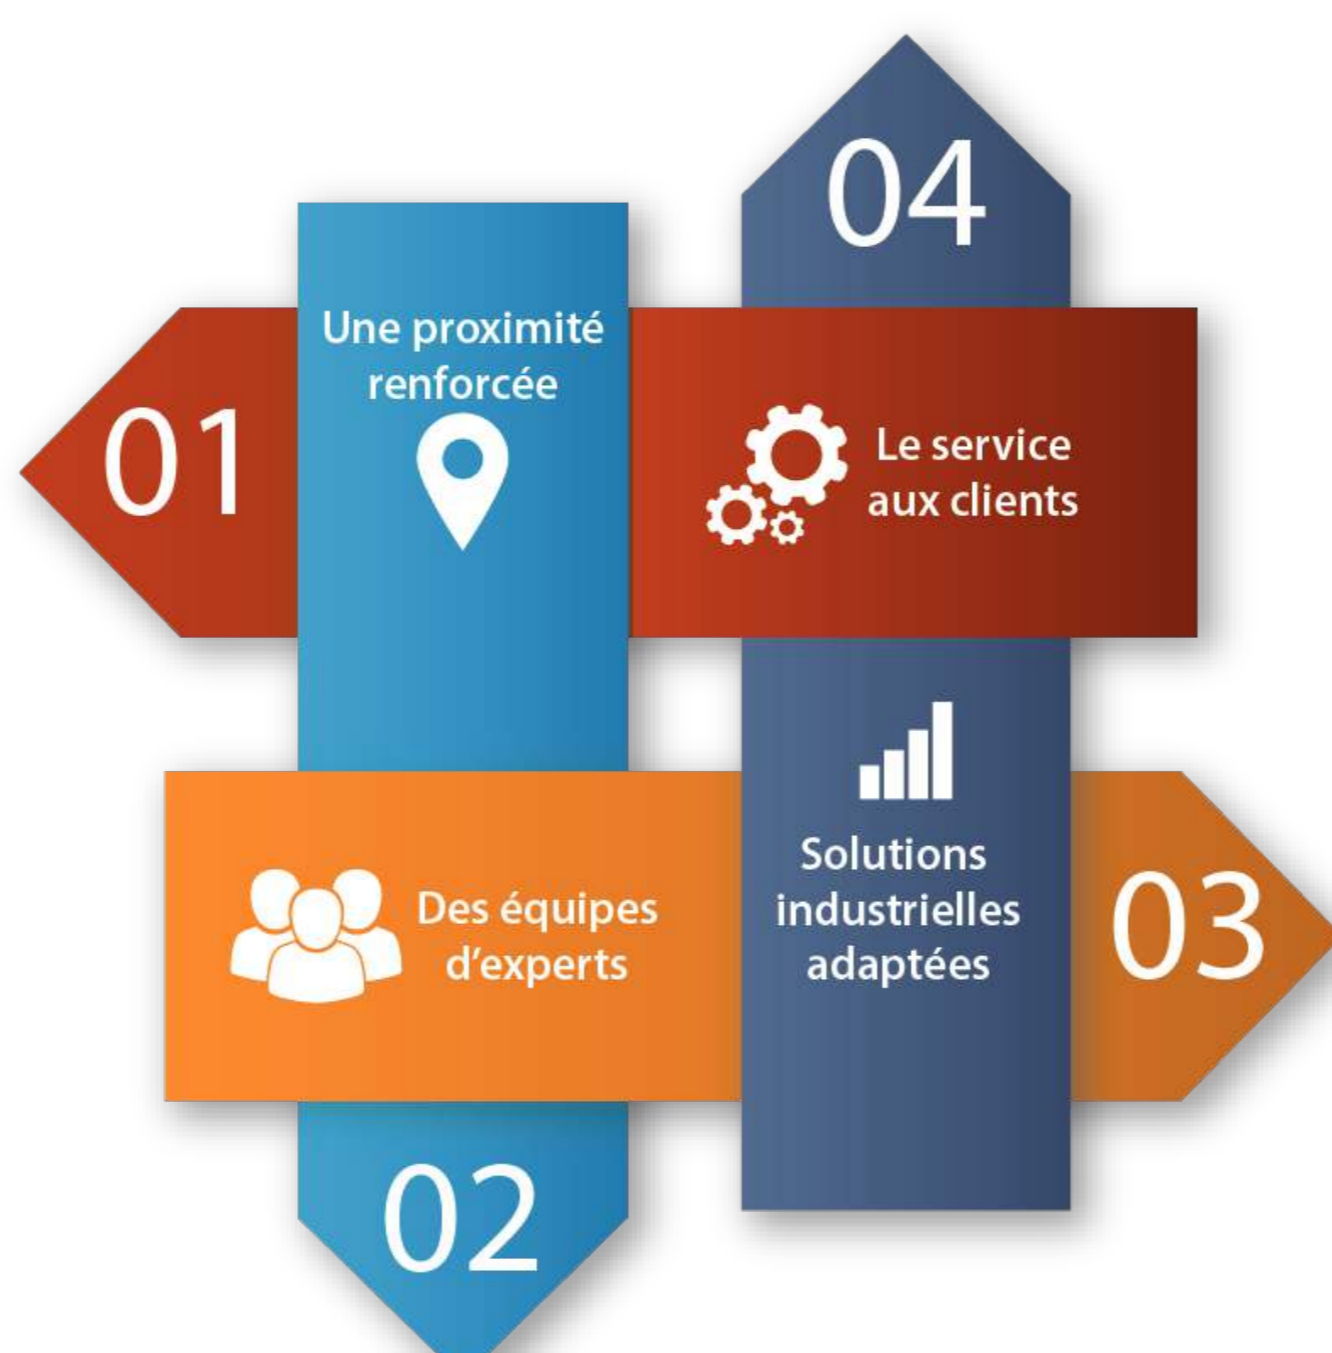 04
Une proximité
renforcée
01
Le service
aux clients
Des équipes
d’experts
Solutions
industrielles
adaptées
03
02